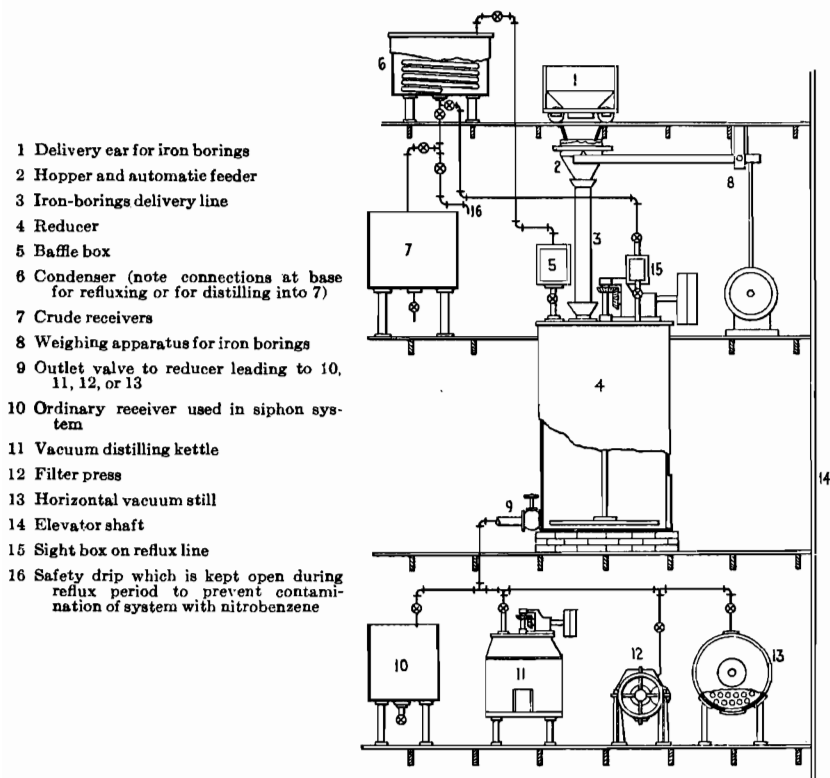 1 Delivery car for iron borings
2 Hopper and automatic feeder
3 Iron-borings delivery line
4 Reducer
5 Baffle box
6 Condenser (note connections at base
for refluxing or for distilling into 7)
7 Crude receivers
8 Weighing apparatus for iron borings
9 Outlet valve to reducer leading to 10,
11, 12, or 13
10 Ordinary receiver used in siphon sys-
tem
11 Vacuum distilling kettle
12 Filter press
13 Horizontal vacuum still
14 Elevator shaft
15 Sight box on reflux line
16 Safety drip which is kept open during
reflux period to prevent contami-
nation of system with nitrobenzene
6
1
2
8
16
7
5
3
15
4
14
9
10
11
12
13